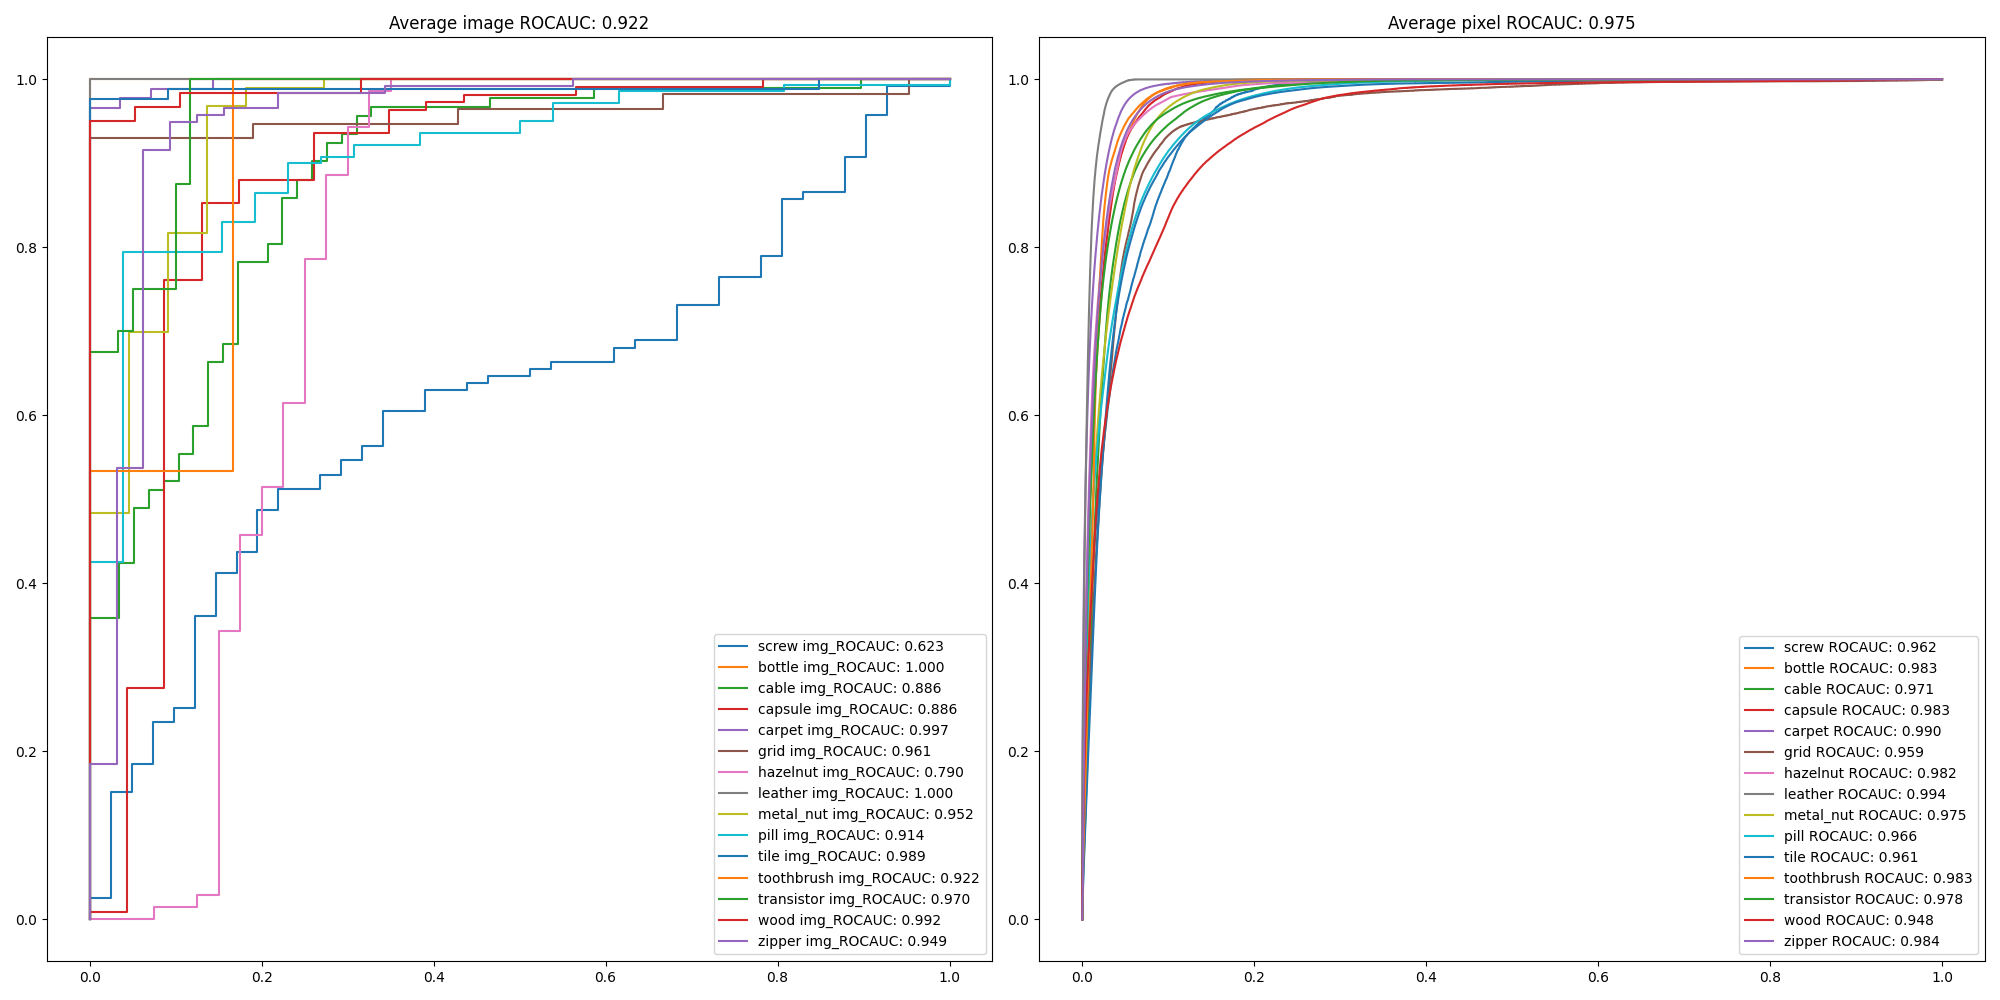 Average image ROCAUC: 0.922
1.0
0.8
0.6
0.4
0.2
0.0
0.0 0.2 0.4 0.6 0.8 1.0
screw img_ROCAUC: 0.623
bottle img_ROCAUC: 1.000
cable img_ROCAUC: 0.886
capsule img_ROCAUC: 0.886
carpet img_ROCAUC: 0.997
grid img_ROCAUC: 0.961
hazelnut img_ROCAUC: 0.790
leather img_ROCAUC: 1.000
metal_nut img_ROCAUC: 0.952
pill img_ROCAUC: 0.914
tile img_ROCAUC: 0.989
toothbrush img_ROCAUC: 0.922
transistor img_ROCAUC: 0.970
wood img_ROCAUC: 0.992
zipper img_ROCAUC: 0.949
Average pixel ROCAUC: 0.975
1.0
0.8
0.6
0.4
0.2
0.0
0.0 0.2 0.4 0.6 0.8 1.0
screw ROCAUC: 0.962
bottle ROCAUC: 0.983
cable ROCAUC: 0.971
capsule ROCAUC: 0.983
carpet ROCAUC: 0.990
grid ROCAUC: 0.959
hazelnut ROCAUC: 0.982
leather ROCAUC: 0.994
metal_nut ROCAUC: 0.975
pill ROCAUC: 0.966
tile ROCAUC: 0.961
toothbrush ROCAUC: 0.983
transistor ROCAUC: 0.978
wood ROCAUC: 0.948
zipper ROCAUC: 0.984